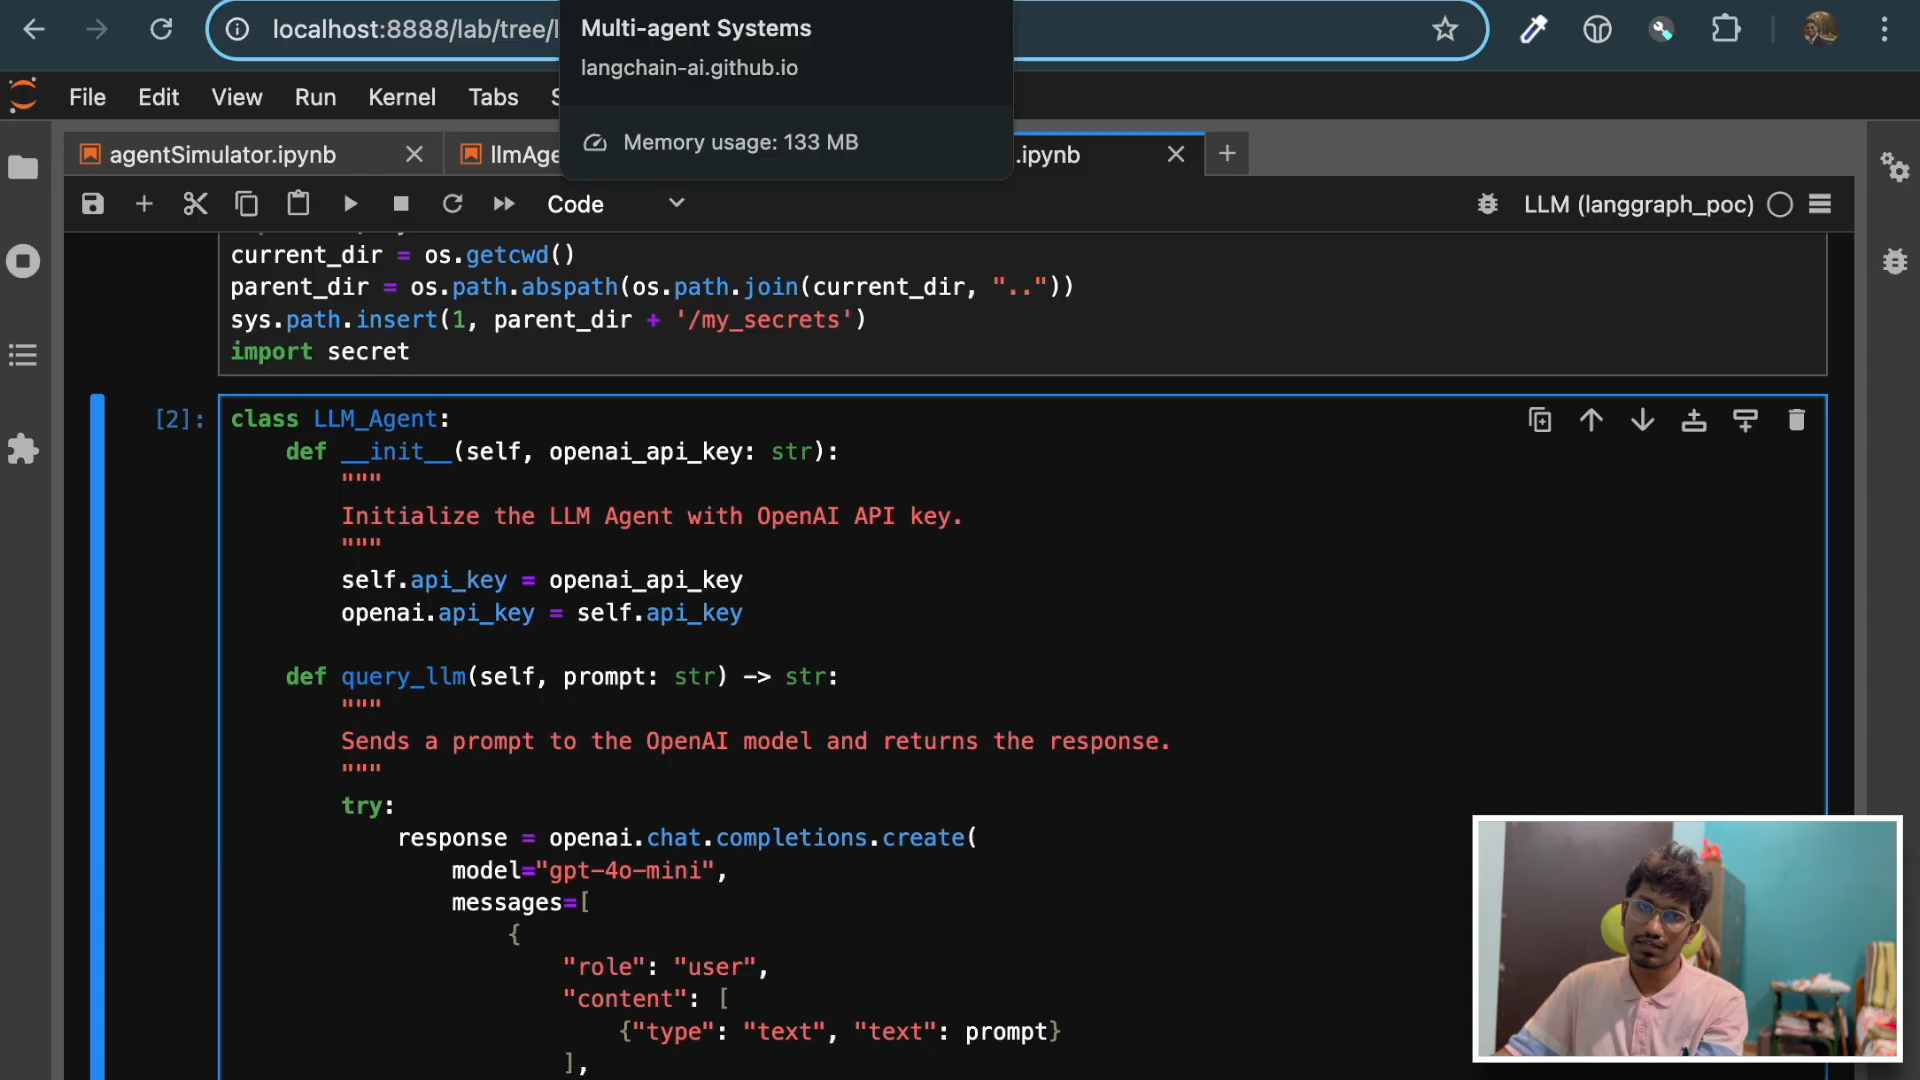 localhost:8888/lab/tree/
Multi-agent Systems
langchain-ai.github.io
Memory usage: 133 MB
File Edit View Run Kernel Tabs
agentSimulator.ipynb
llmAge
.ipynb
Code
LLM (langgraph_poc)
current_dir = os.getcwd()
parent_dir = os.path.abspath(os.path.join(current_dir, ".."))
sys.path.insert(1, parent_dir + '/my_secrets')
import secret
[2]:
class LLM_Agent:
def __init__(self, openai_api_key: str):
"""
Initialize the LLM Agent with OpenAI API key.
"""
self.api_key = openai_api_key
openai.api_key = self.api_key
def query_llm(self, prompt: str) -> str:
"""
Sends a prompt to the OpenAI model and returns the response.
"""
try:
response = openai.chat.completions.create(
model="gpt-4o-mini",
messages=[
{
"role": "user",
"content": [
{"type": "text", "text": prompt}
],